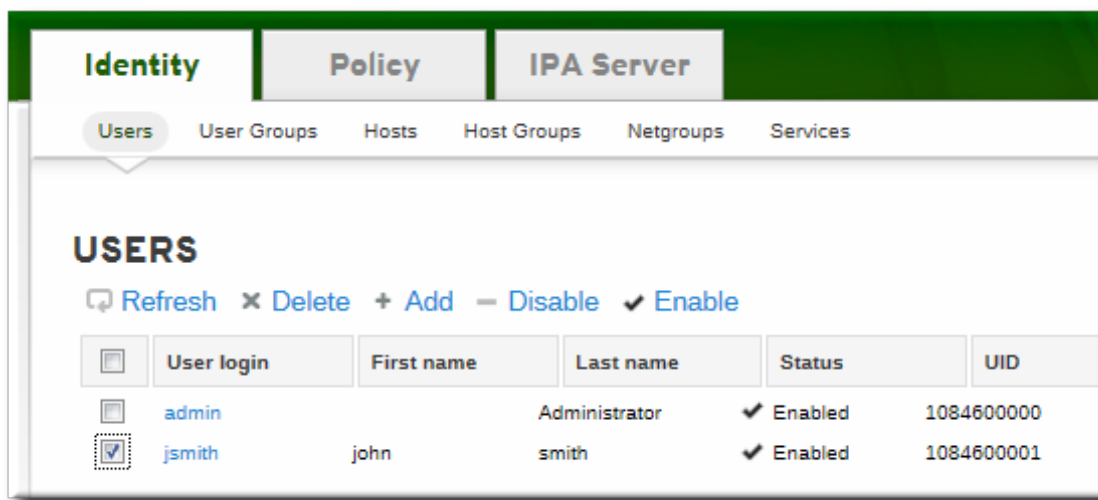 Identity Policy IPA Server
Users User Groups Hosts Host Groups Netgroups Services
USERS
Refresh Delete Add Disable Enable
User login First name Last name Status UID
admin Administrator Enabled 1084600000
jsmith john smith Enabled 1084600001